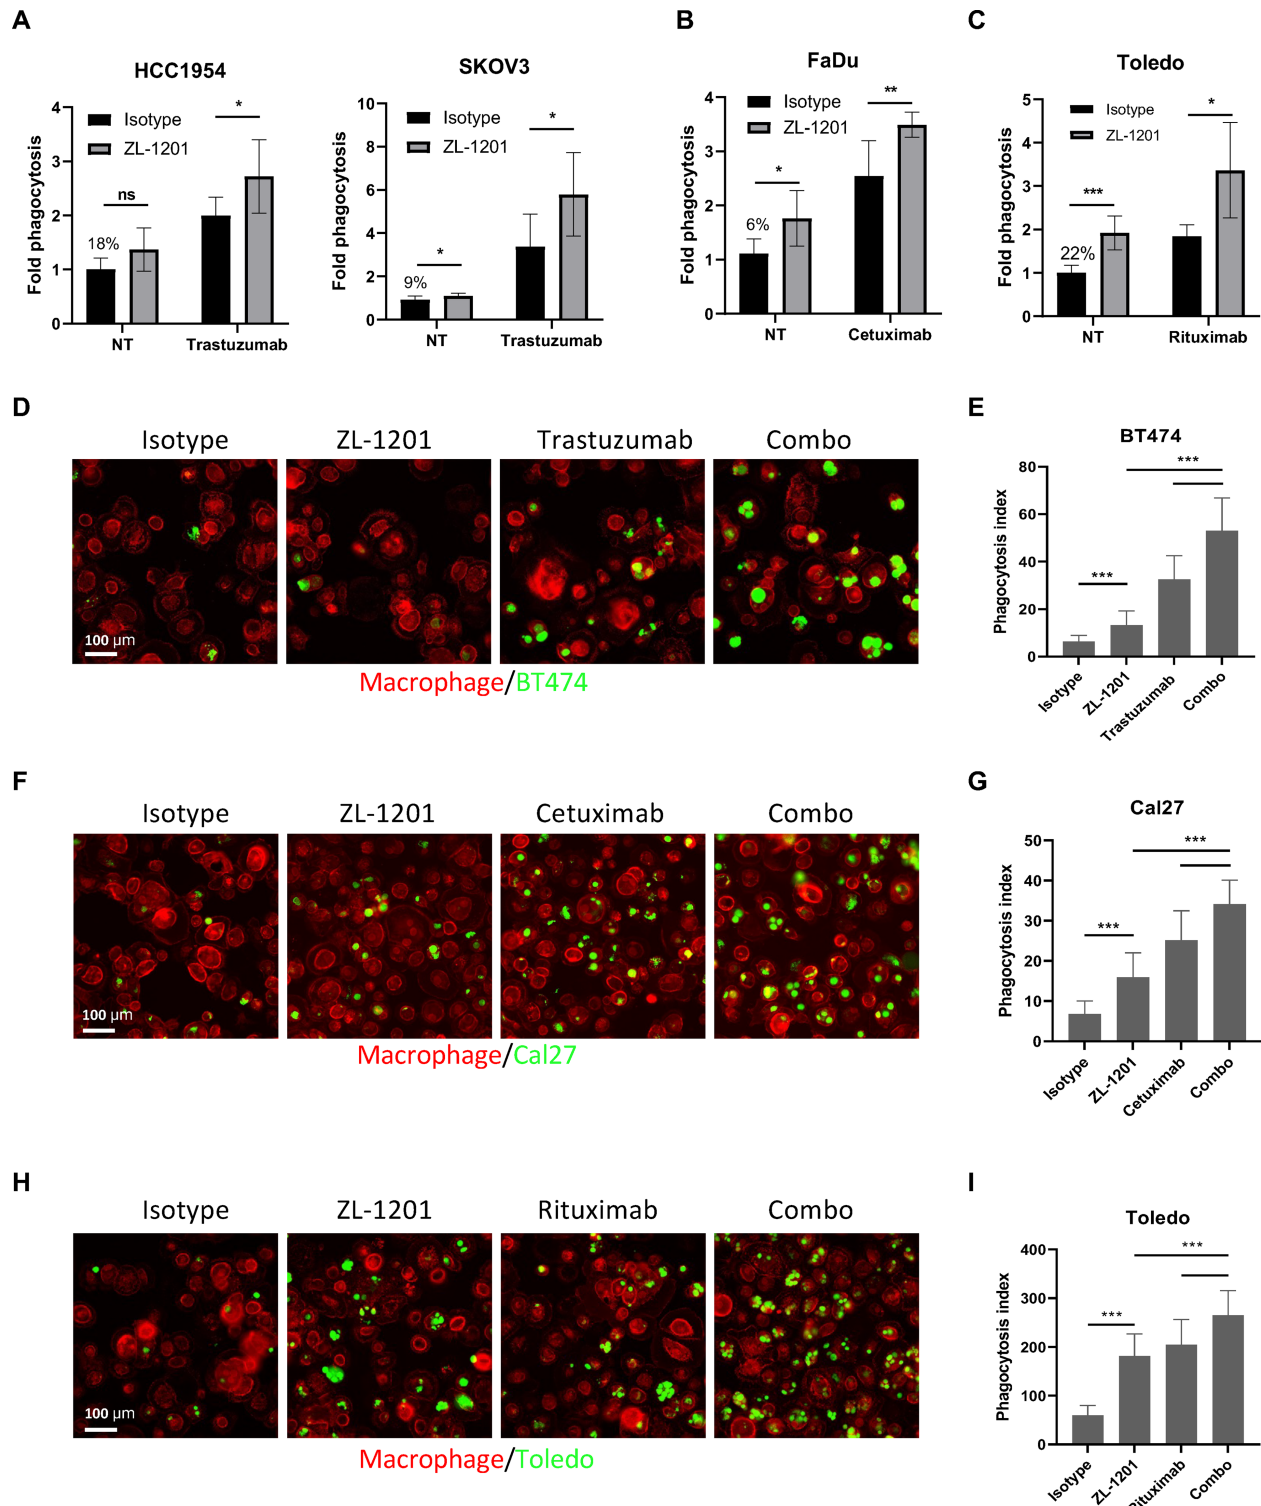 A
B
C
HCC1954
Fold phagocytosis
4
3
2
1
0
Isotype
ZL-1201
ns
*
18%
NT
Trastuzumab
SKOV3
Fold phagocytosis
10
8
6
4
2
0
Isotype
ZL-1201
*
*
9%
NT
Trastuzumab
FaDu
Fold phagocytosis
4
3
2
1
0
Isotype
ZL-1201
*
**
6%
NT
Cetuximab
Toledo
Fold phagocytosis
5
4
3
2
1
0
Isotype
ZL-1201
***
*
22%
NT
Rituximab
D
Isotype
ZL-1201
Trastuzumab
Combo
100 µm
Macrophage/BT474
E
BT474
Phagocytosis index
80
60
40
20
0
***
***
Isotype
ZL-1201
Trastuzumab
Combo
F
Isotype
ZL-1201
Cetuximab
Combo
100 µm
Macrophage/Cal27
G
Cal27
Phagocytosis index
50
40
30
20
10
0
***
***
Isotype
ZL-1201
Cetuximab
Combo
H
Isotype
ZL-1201
Rituximab
Combo
100 µm
Macrophage/Toledo
I
Toledo
Phagocytosis index
400
300
200
100
0
***
***
Isotype
ZL-1201
Rituximab
Combo